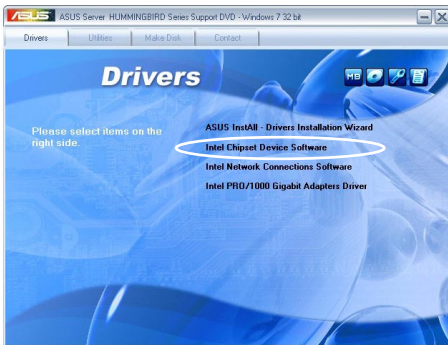 ASUS ASUS Server HUMMINGBIRD Series Support DVD - Windows 7 32 bit
Drivers Utilities Make Disk Contact
Drivers
MB
Please select items on the
right side.
ASUS InstAll - Drivers Installation Wizard
Intel Chipset Device Software
Intel Network Connections Software
Intel PRO/1000 Gigabit Adapters Driver